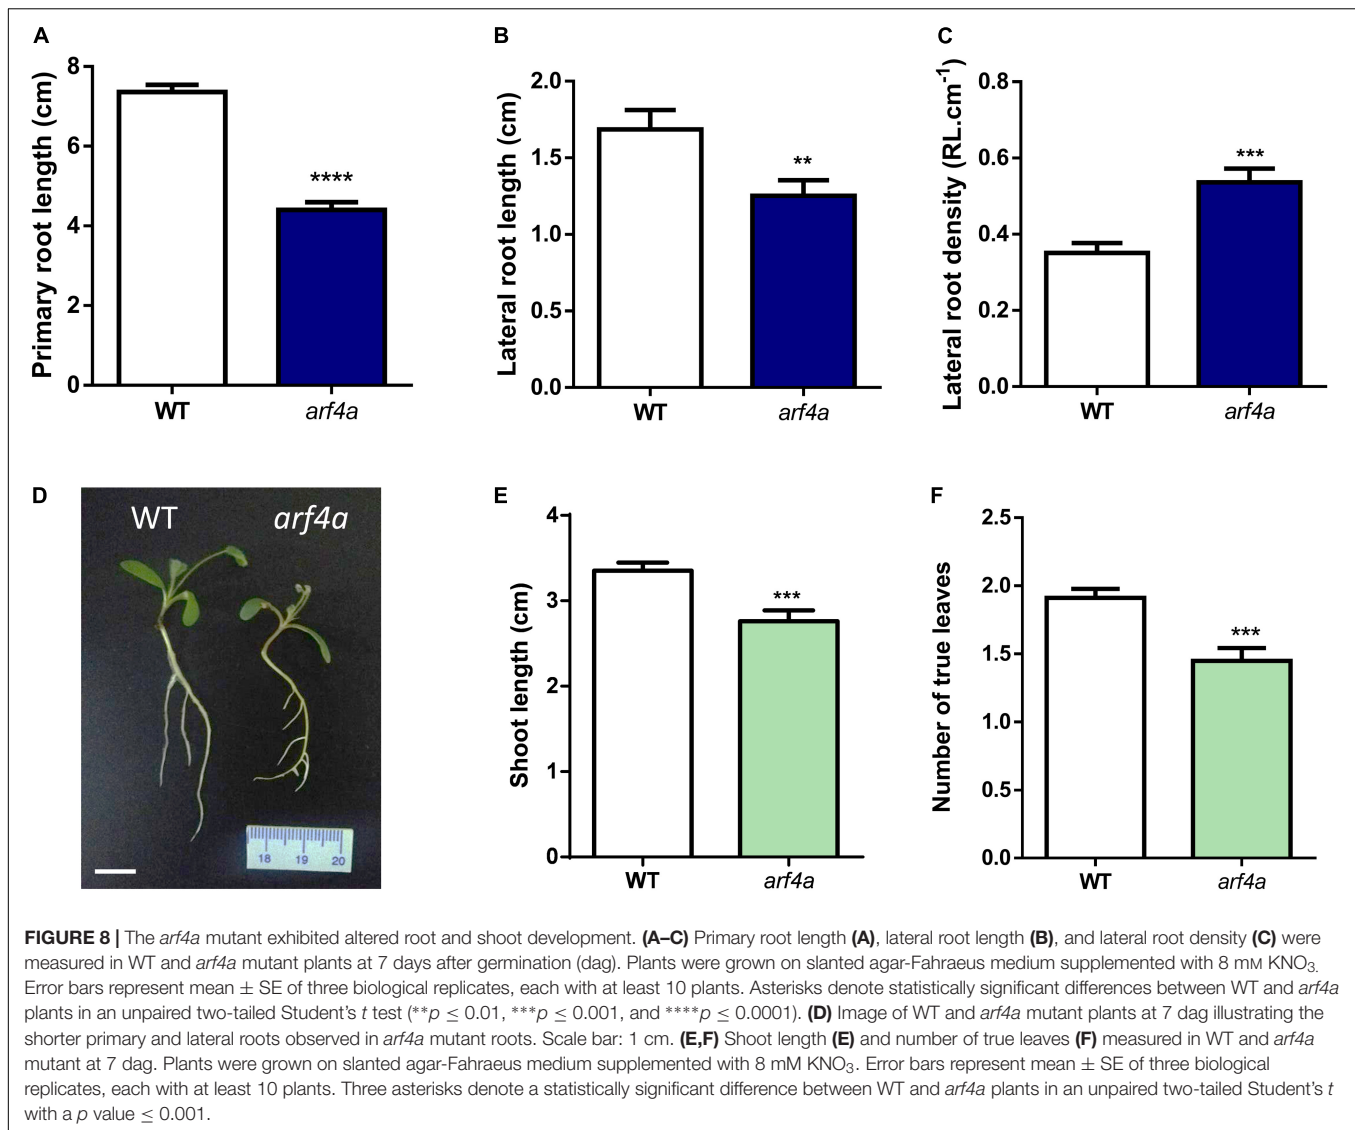 A
Primary root length (cm)
8
6
4
2
0
****
WT
arf4a
B
Lateral root length (cm)
2.0
1.5
1.0
0.5
0.0
**
WT
arf4a
C
Lateral root density (RL.cm⁻¹)
0.8
0.6
0.4
0.2
0.0
***
WT
arf4a
D
WT
arf4a
18 19 20
E
Shoot length (cm)
4
3
2
1
0
***
WT
arf4a
F
Number of true leaves
2.5
2.0
1.5
1.0
0.5
0.0
***
WT
arf4a
FIGURE 8 | The arf4a mutant exhibited altered root and shoot development. (A–C) Primary root length (A), lateral root length (B), and lateral root density (C) were
measured in WT and arf4a mutant plants at 7 days after germination (dag). Plants were grown on slanted agar-Fahraeus medium supplemented with 8 mM KNO₃.
Error bars represent mean ± SE of three biological replicates, each with at least 10 plants. Asterisks denote statistically significant differences between WT and arf4a
plants in an unpaired two-tailed Student's t test (**p ≤ 0.01, ***p ≤ 0.001, and ****p ≤ 0.0001). (D) Image of WT and arf4a mutant plants at 7 dag illustrating the
shorter primary and lateral roots observed in arf4a mutant roots. Scale bar: 1 cm. (E,F) Shoot length (E) and number of true leaves (F) measured in WT and arf4a
mutant at 7 dag. Plants were grown on slanted agar-Fahraeus medium supplemented with 8 mM KNO₃. Error bars represent mean ± SE of three biological
replicates, each with at least 10 plants. Three asterisks denote a statistically significant difference between WT and arf4a plants in an unpaired two-tailed Student's t
with a p value ≤ 0.001.